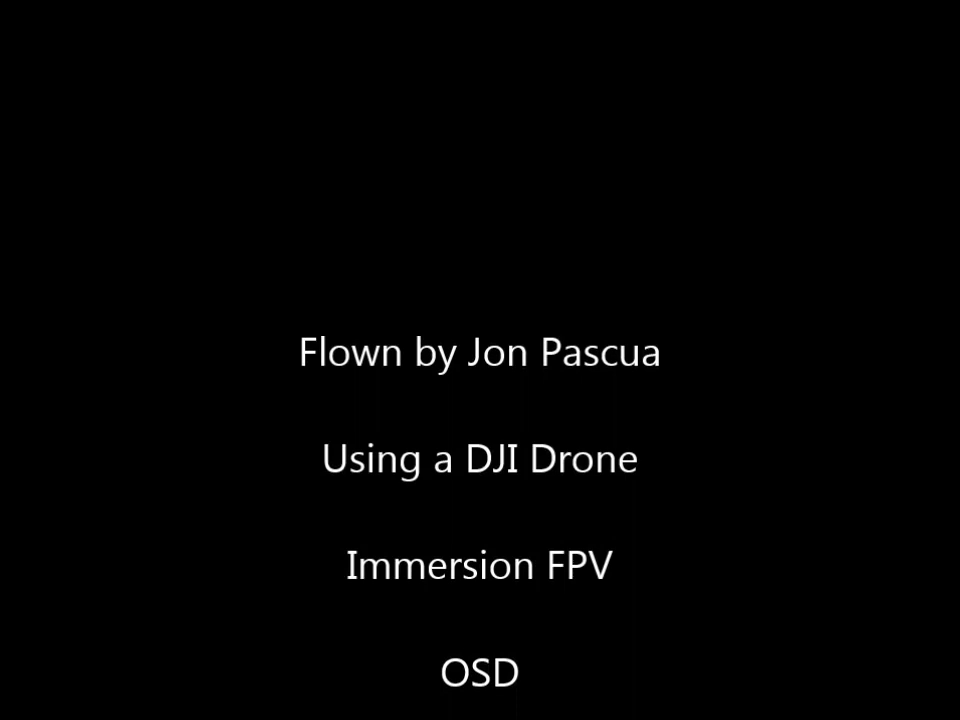 Flown by Jon Pascua
Using a DJI Drone
Immersion FPV
OSD